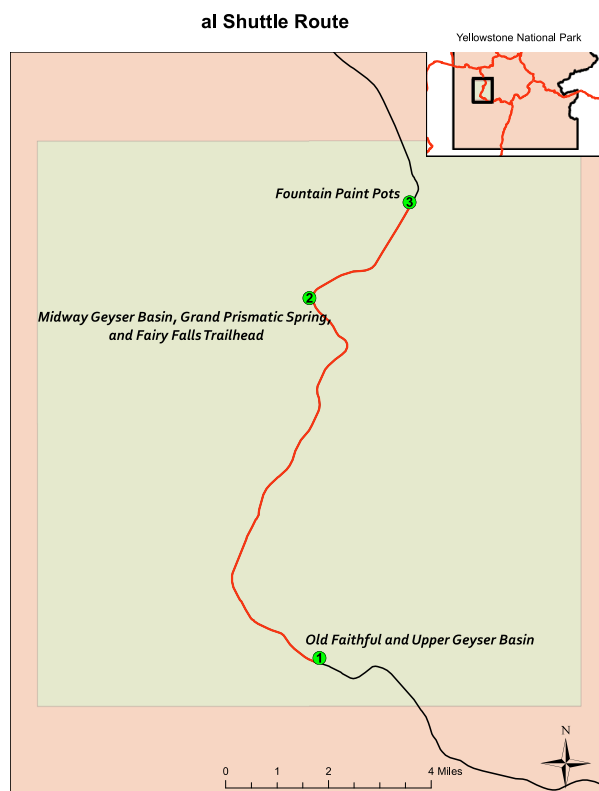 al Shuttle Route
Yellowstone National Park
Fountain Paint Pots
3
2
Midway Geyser Basin, Grand Prismatic Spring,
and Fairy Falls Trailhead
Old Faithful and Upper Geyser Basin
1
N
0 1 2 4 Miles